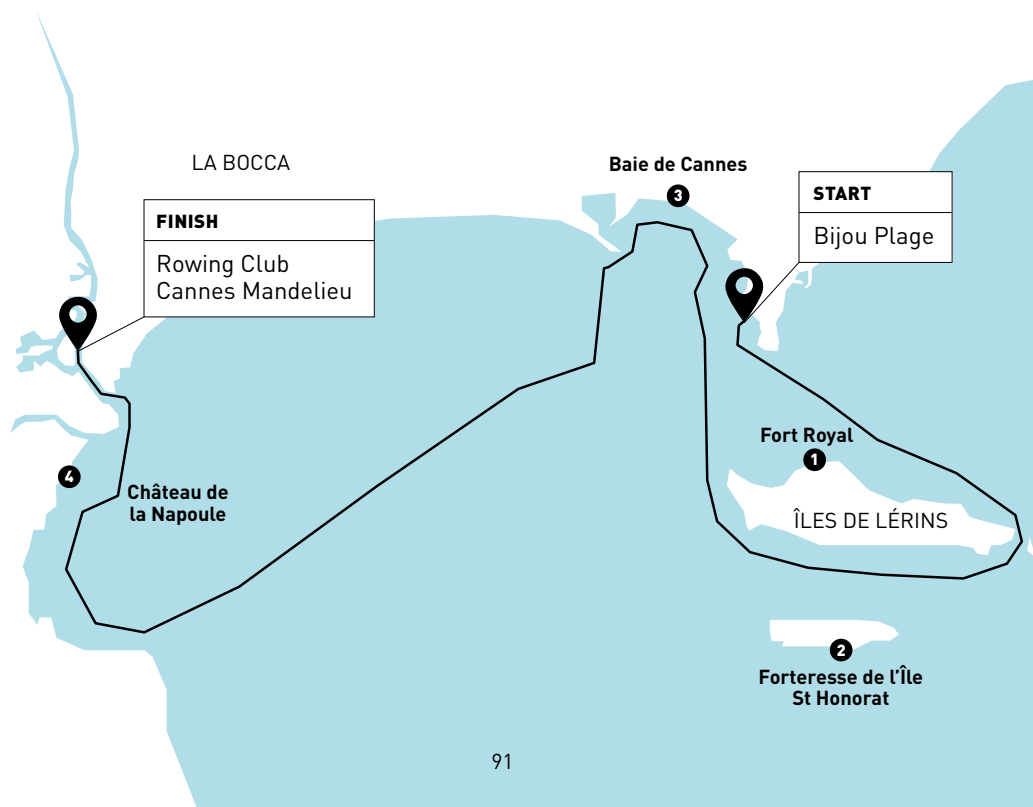 LA BOCCA
Baie de Cannes
3
START
Bijou Plage
FINISH
Rowing Club
Cannes Mandelieu
Fort Royal
1
4
Château de
la Napoule
ÎLES DE LÉRINS
2
Forteresse de l'Île
St Honorat
91